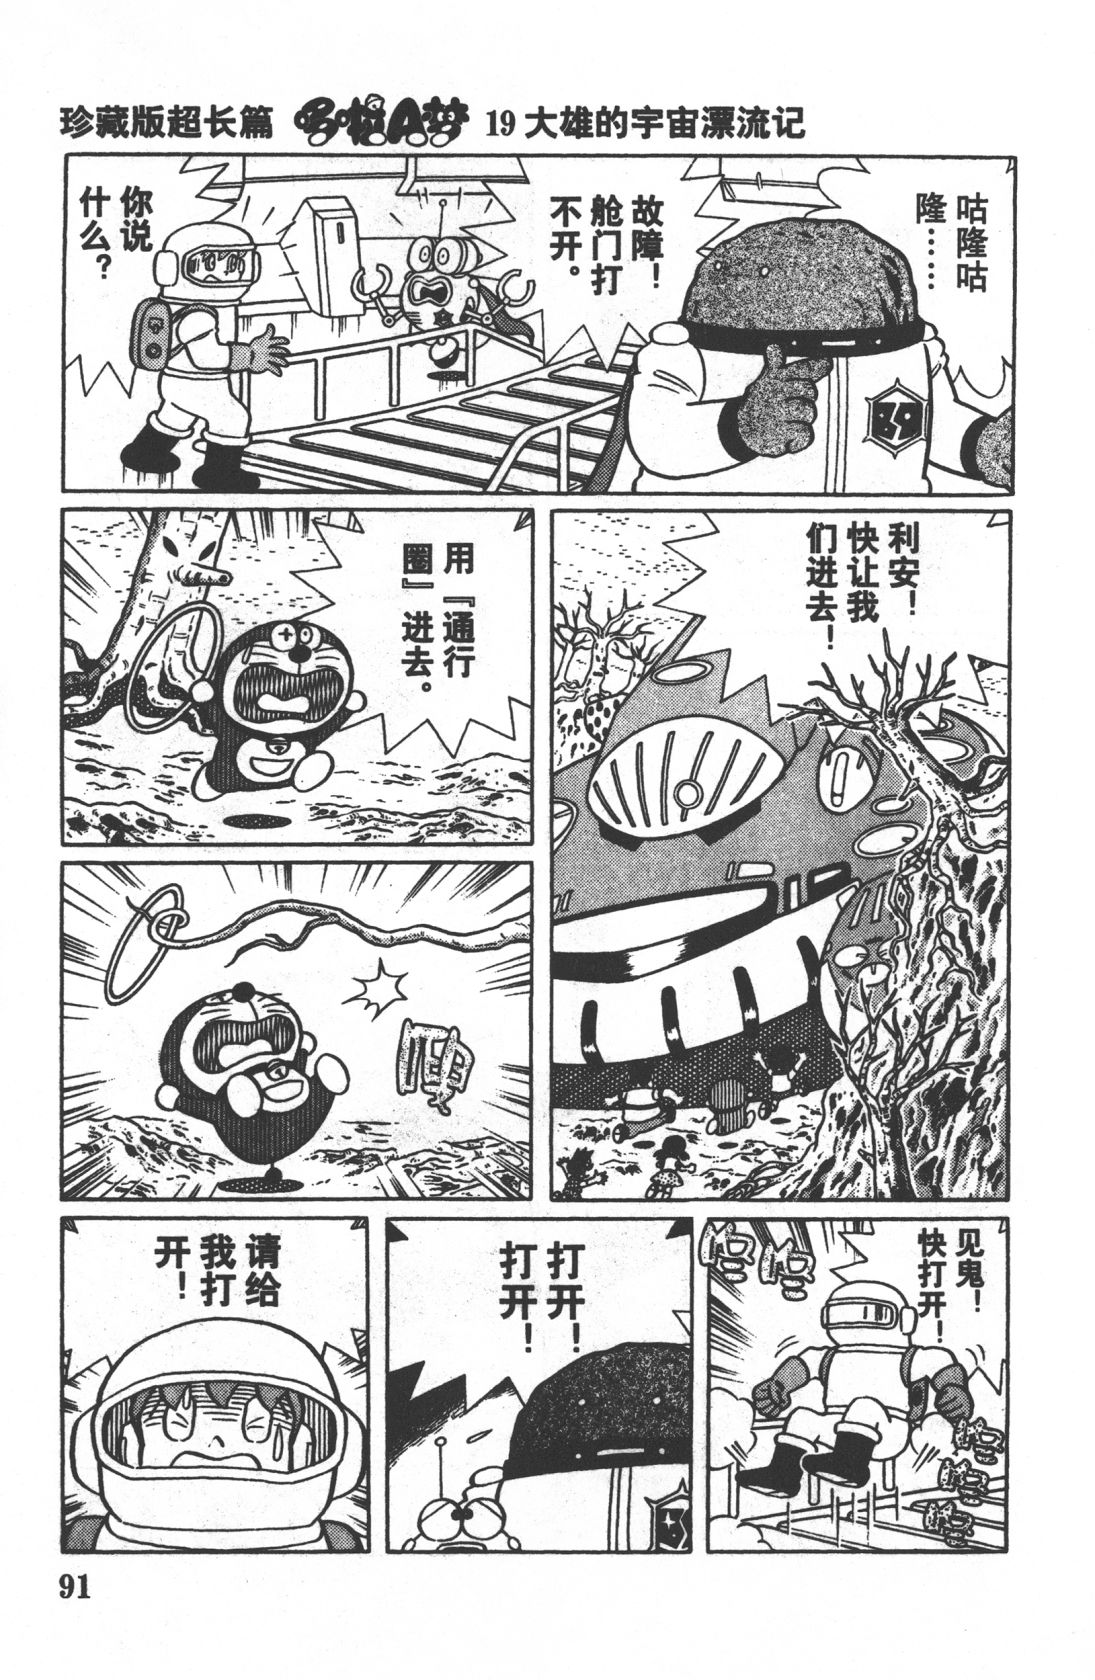 珍藏版超长篇 哆啦A梦 19 大雄的宇宙漂流记
咕隆咕
隆……
故障！
舱门打
不开。
你说
什么？
利安！
快让我
们进去！
用『通行
圈』进去。
见鬼！
快打开！
打开！
打开！
请给
我打
开！
91